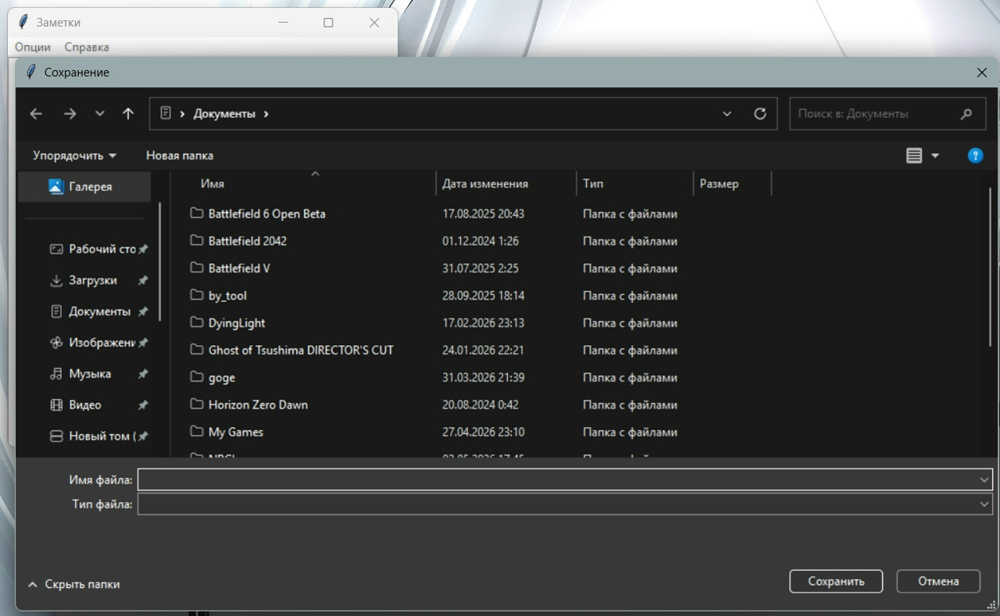 Заметки
Опции Справка
Сохранение
Документы
Поиск в: Документы
Упорядочить Новая папка
Галерея
Рабочий сто
Загрузки
Документы
Изображени
Музыка
Видео
Новый том (
Имя Дата изменения Тип Размер
Battlefield 6 Open Beta 17.08.2025 20:43 Папка с файлами
Battlefield 2042 01.12.2024 1:26 Папка с файлами
Battlefield V 31.07.2025 2:25 Папка с файлами
by_tool 28.09.2025 18:14 Папка с файлами
DyingLight 17.02.2026 23:13 Папка с файлами
Ghost of Tsushima DIRECTOR'S CUT 24.01.2026 22:21 Папка с файлами
goge 31.03.2026 21:39 Папка с файлами
Horizon Zero Dawn 20.08.2024 0:42 Папка с файлами
My Games 27.04.2026 23:10 Папка с файлами
Имя файла:
Тип файла:
Скрыть папки
Сохранить Отмена